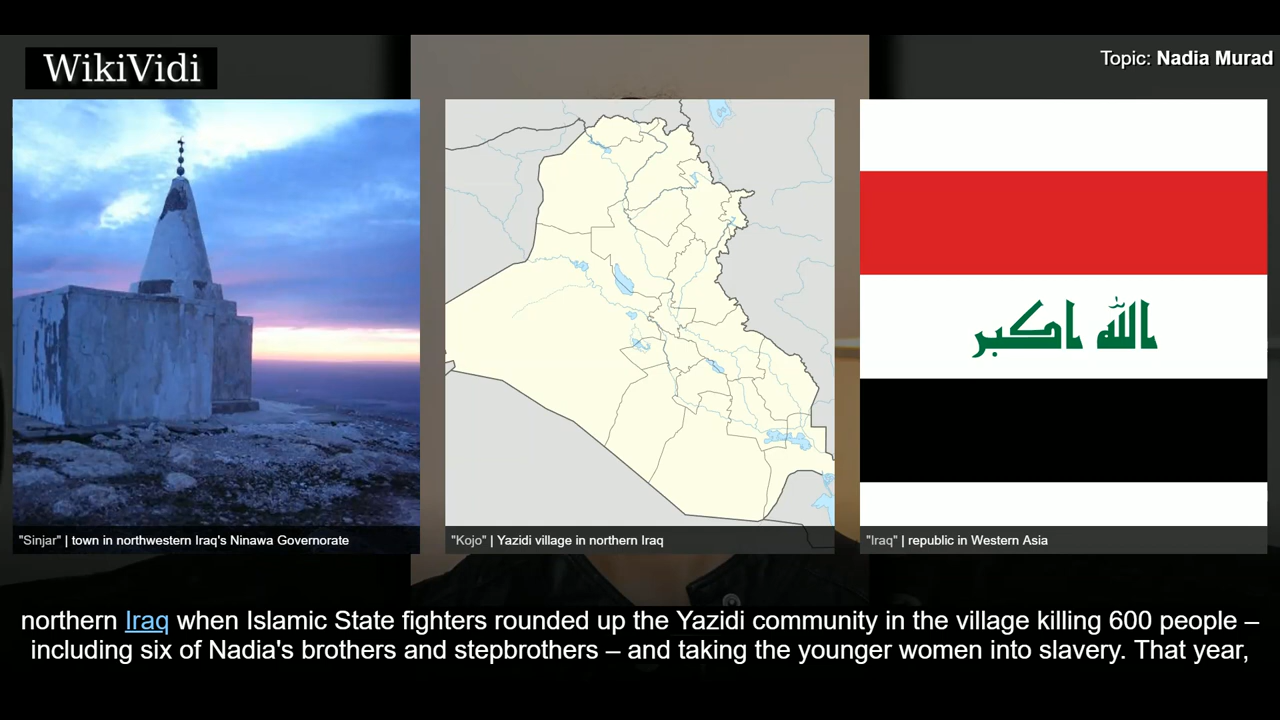 WikiVidi
Topic: Nadia Murad
الله اكبر
"Sinjar" | town in northwestern Iraq's Ninawa Governorate
"Kojo" | Yazidi village in northern Iraq
"Iraq" | republic in Western Asia
northern Iraq when Islamic State fighters rounded up the Yazidi community in the village killing 600 people –
including six of Nadia's brothers and stepbrothers – and taking the younger women into slavery. That year,